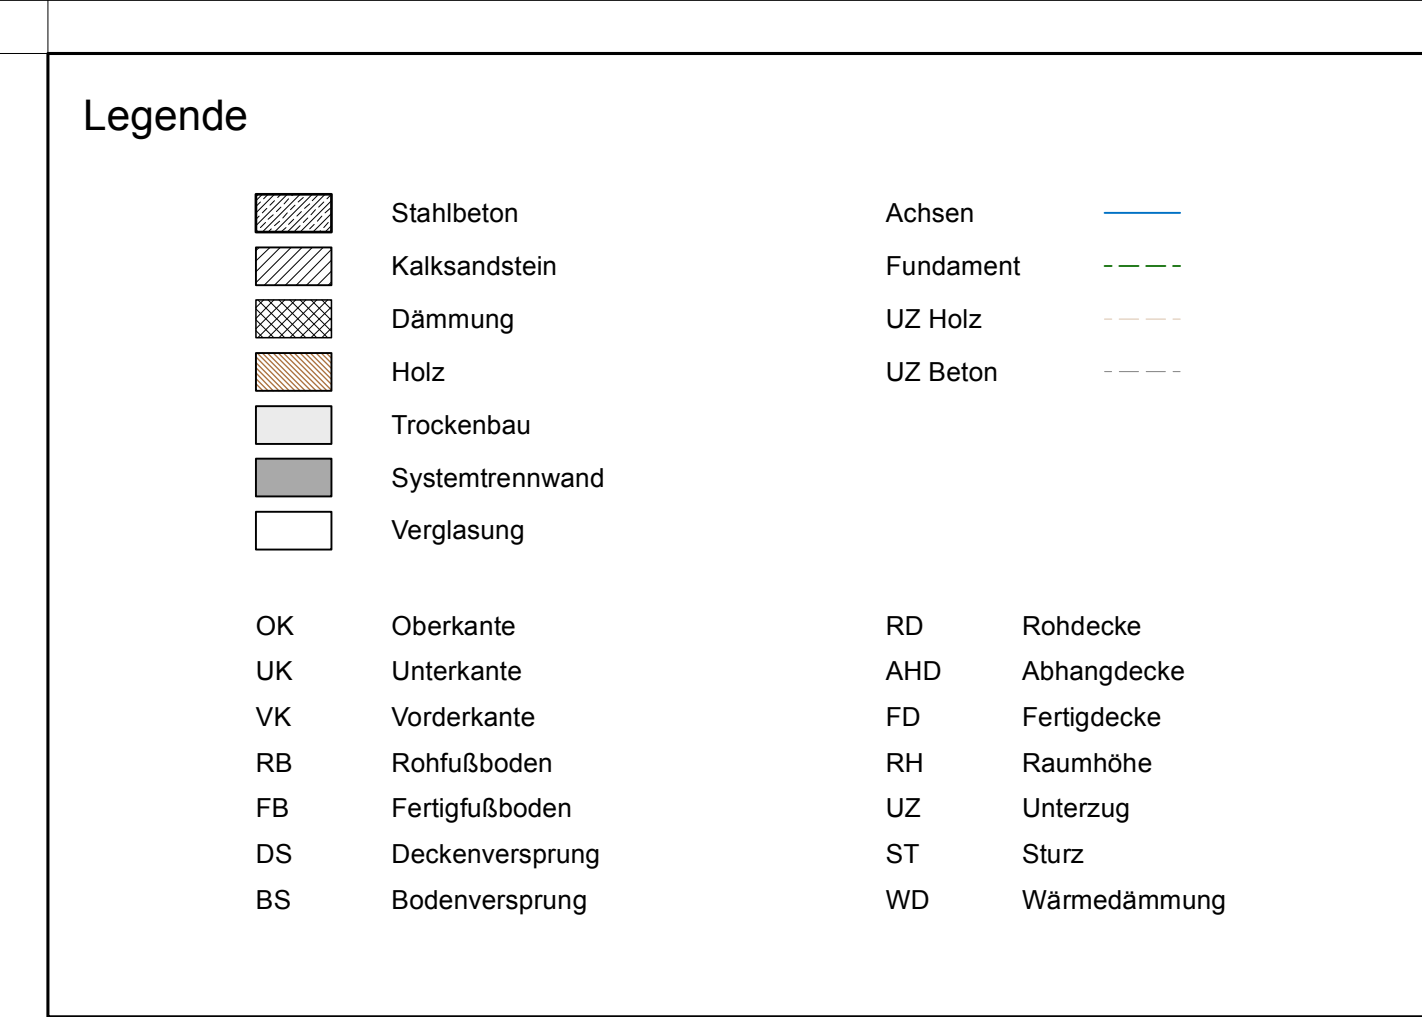 Legende
Stahlbeton
Kalksandstein
Dämmung
Holz
Trockenbau
Systemtrennwand
Verglasung
Achsen
Fundament
UZ Holz
UZ Beton
OK Oberkante
UK Unterkante
VK Vorderkante
RB Rohfußboden
FB Fertigfußboden
DS Deckenversprung
BS Bodenversprung
RD Rohdecke
AHD Abhangdecke
FD Fertigdecke
RH Raumhöhe
UZ Unterzug
ST Sturz
WD Wärmedämmung